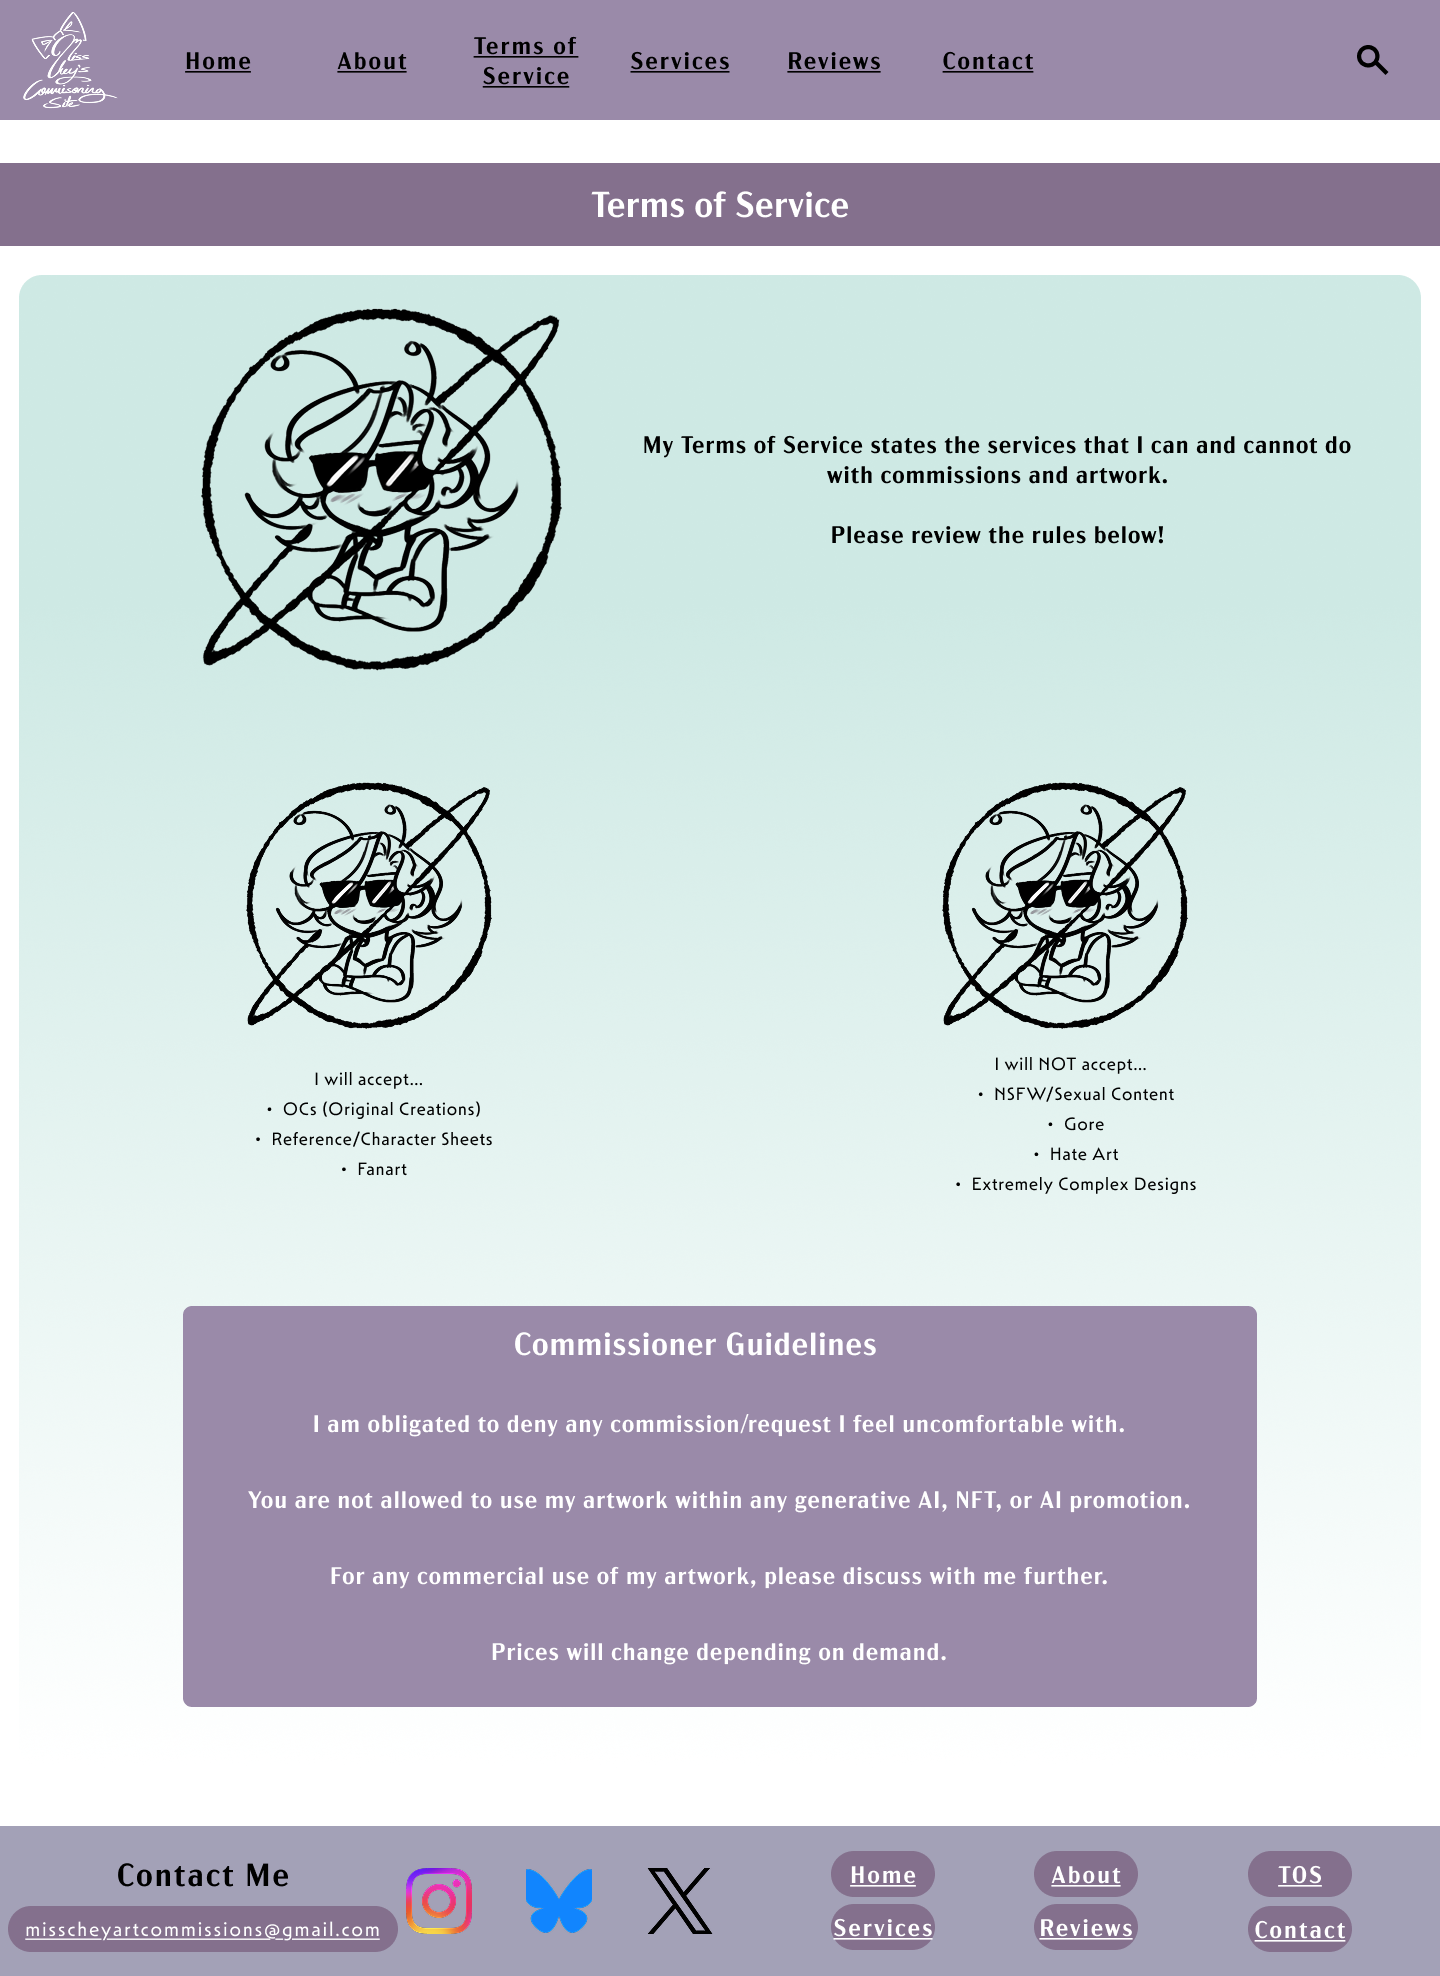 Miss
Chey's
Commisoning
Site
Home
About
Terms of
Service
Services
Reviews
Contact
Terms of Service
My Terms of Service states the services that I can and cannot do
with commissions and artwork.
Please review the rules below!
I will accept...
• OCs (Original Creations)
• Reference/Character Sheets
• Fanart
I will NOT accept...
• NSFW/Sexual Content
• Gore
• Hate Art
• Extremely Complex Designs
Commissioner Guidelines
I am obligated to deny any commission/request I feel uncomfortable with.
You are not allowed to use my artwork within any generative AI, NFT, or AI promotion.
For any commercial use of my artwork, please discuss with me further.
Prices will change depending on demand.
Contact Me
misscheyartcommissions@gmail.com
Home
About
TOS
Services
Reviews
Contact